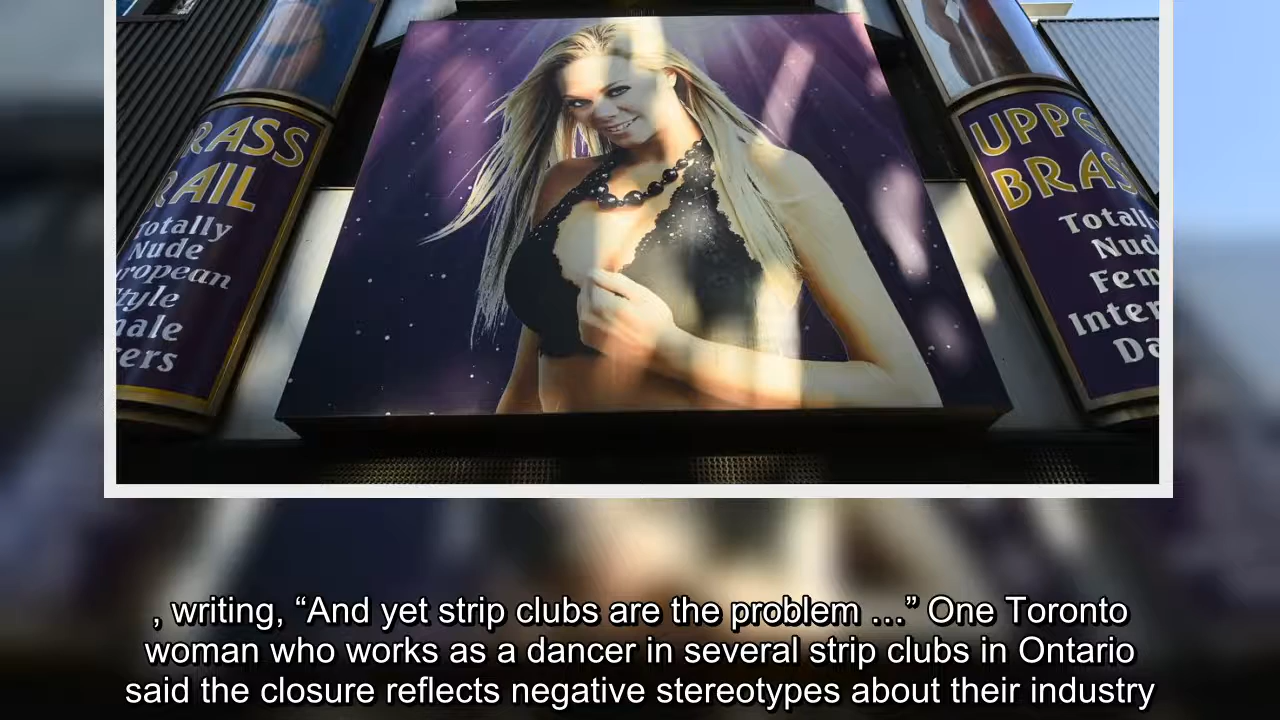 RASS
RAIL
Totally
Nude
ropean
Style
ale
ers
UPPE
BRAS
Totall
Nud
Fem
Inter
Da
, writing, “And yet strip clubs are the problem ...” One Toronto
woman who works as a dancer in several strip clubs in Ontario
said the closure reflects negative stereotypes about their industry